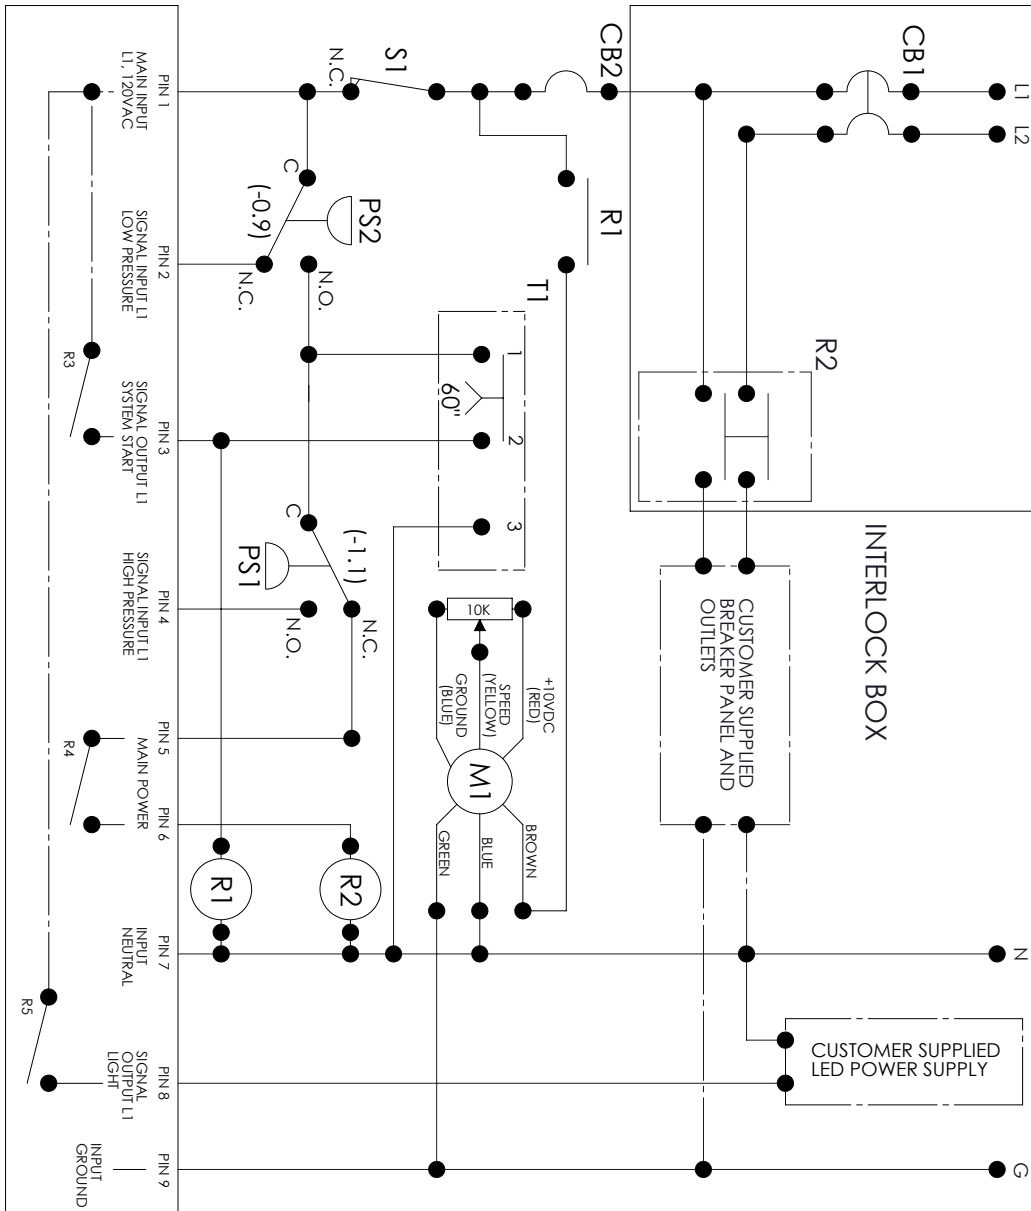 L1
L2
CB1
CB2
S1
N.C.
PIN 1
MAIN INPUT
L1, 120VAC
C
PS2
(-0.9)
R1
N.O.
N.C.
PIN 2
SIGNAL INPUT L1
LOW PRESSURE
T1
R2
1
60"
R3
2
PIN 3
SIGNAL OUTPUT L1
SYSTEM START
INTERLOCK BOX
3
C
(-1.1)
PS1
CUSTOMER SUPPLIED
BREAKER PANEL AND
OUTLETS
10K
N.C.
N.O.
PIN 4
SIGNAL INPUT L1
HIGH PRESSURE
+10VDC
(RED)
SPEED
(YELLOW)
GROUND
(BLUE)
PIN 5
MAIN POWER
R4
M1
PIN 6
BROWN
BLUE
GREEN
R2
R1
N
PIN 7
INPUT
NEUTRAL
R5
CUSTOMER SUPPLIED
LED POWER SUPPLY
PIN 8
SIGNAL
OUTPUT L1
LIGHT
G
PIN 9
INPUT
GROUND